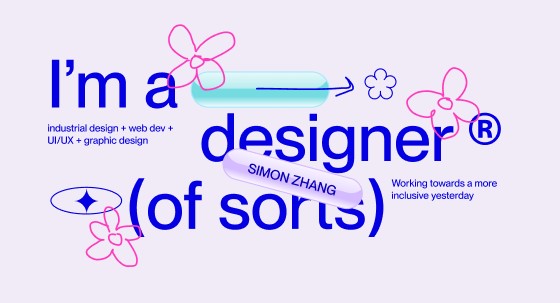 I'm a
industrial design + web dev +
UI/UX + graphic design
designer®
SIMON ZHANG
(of sorts)
Working towards a more
inclusive yesterday